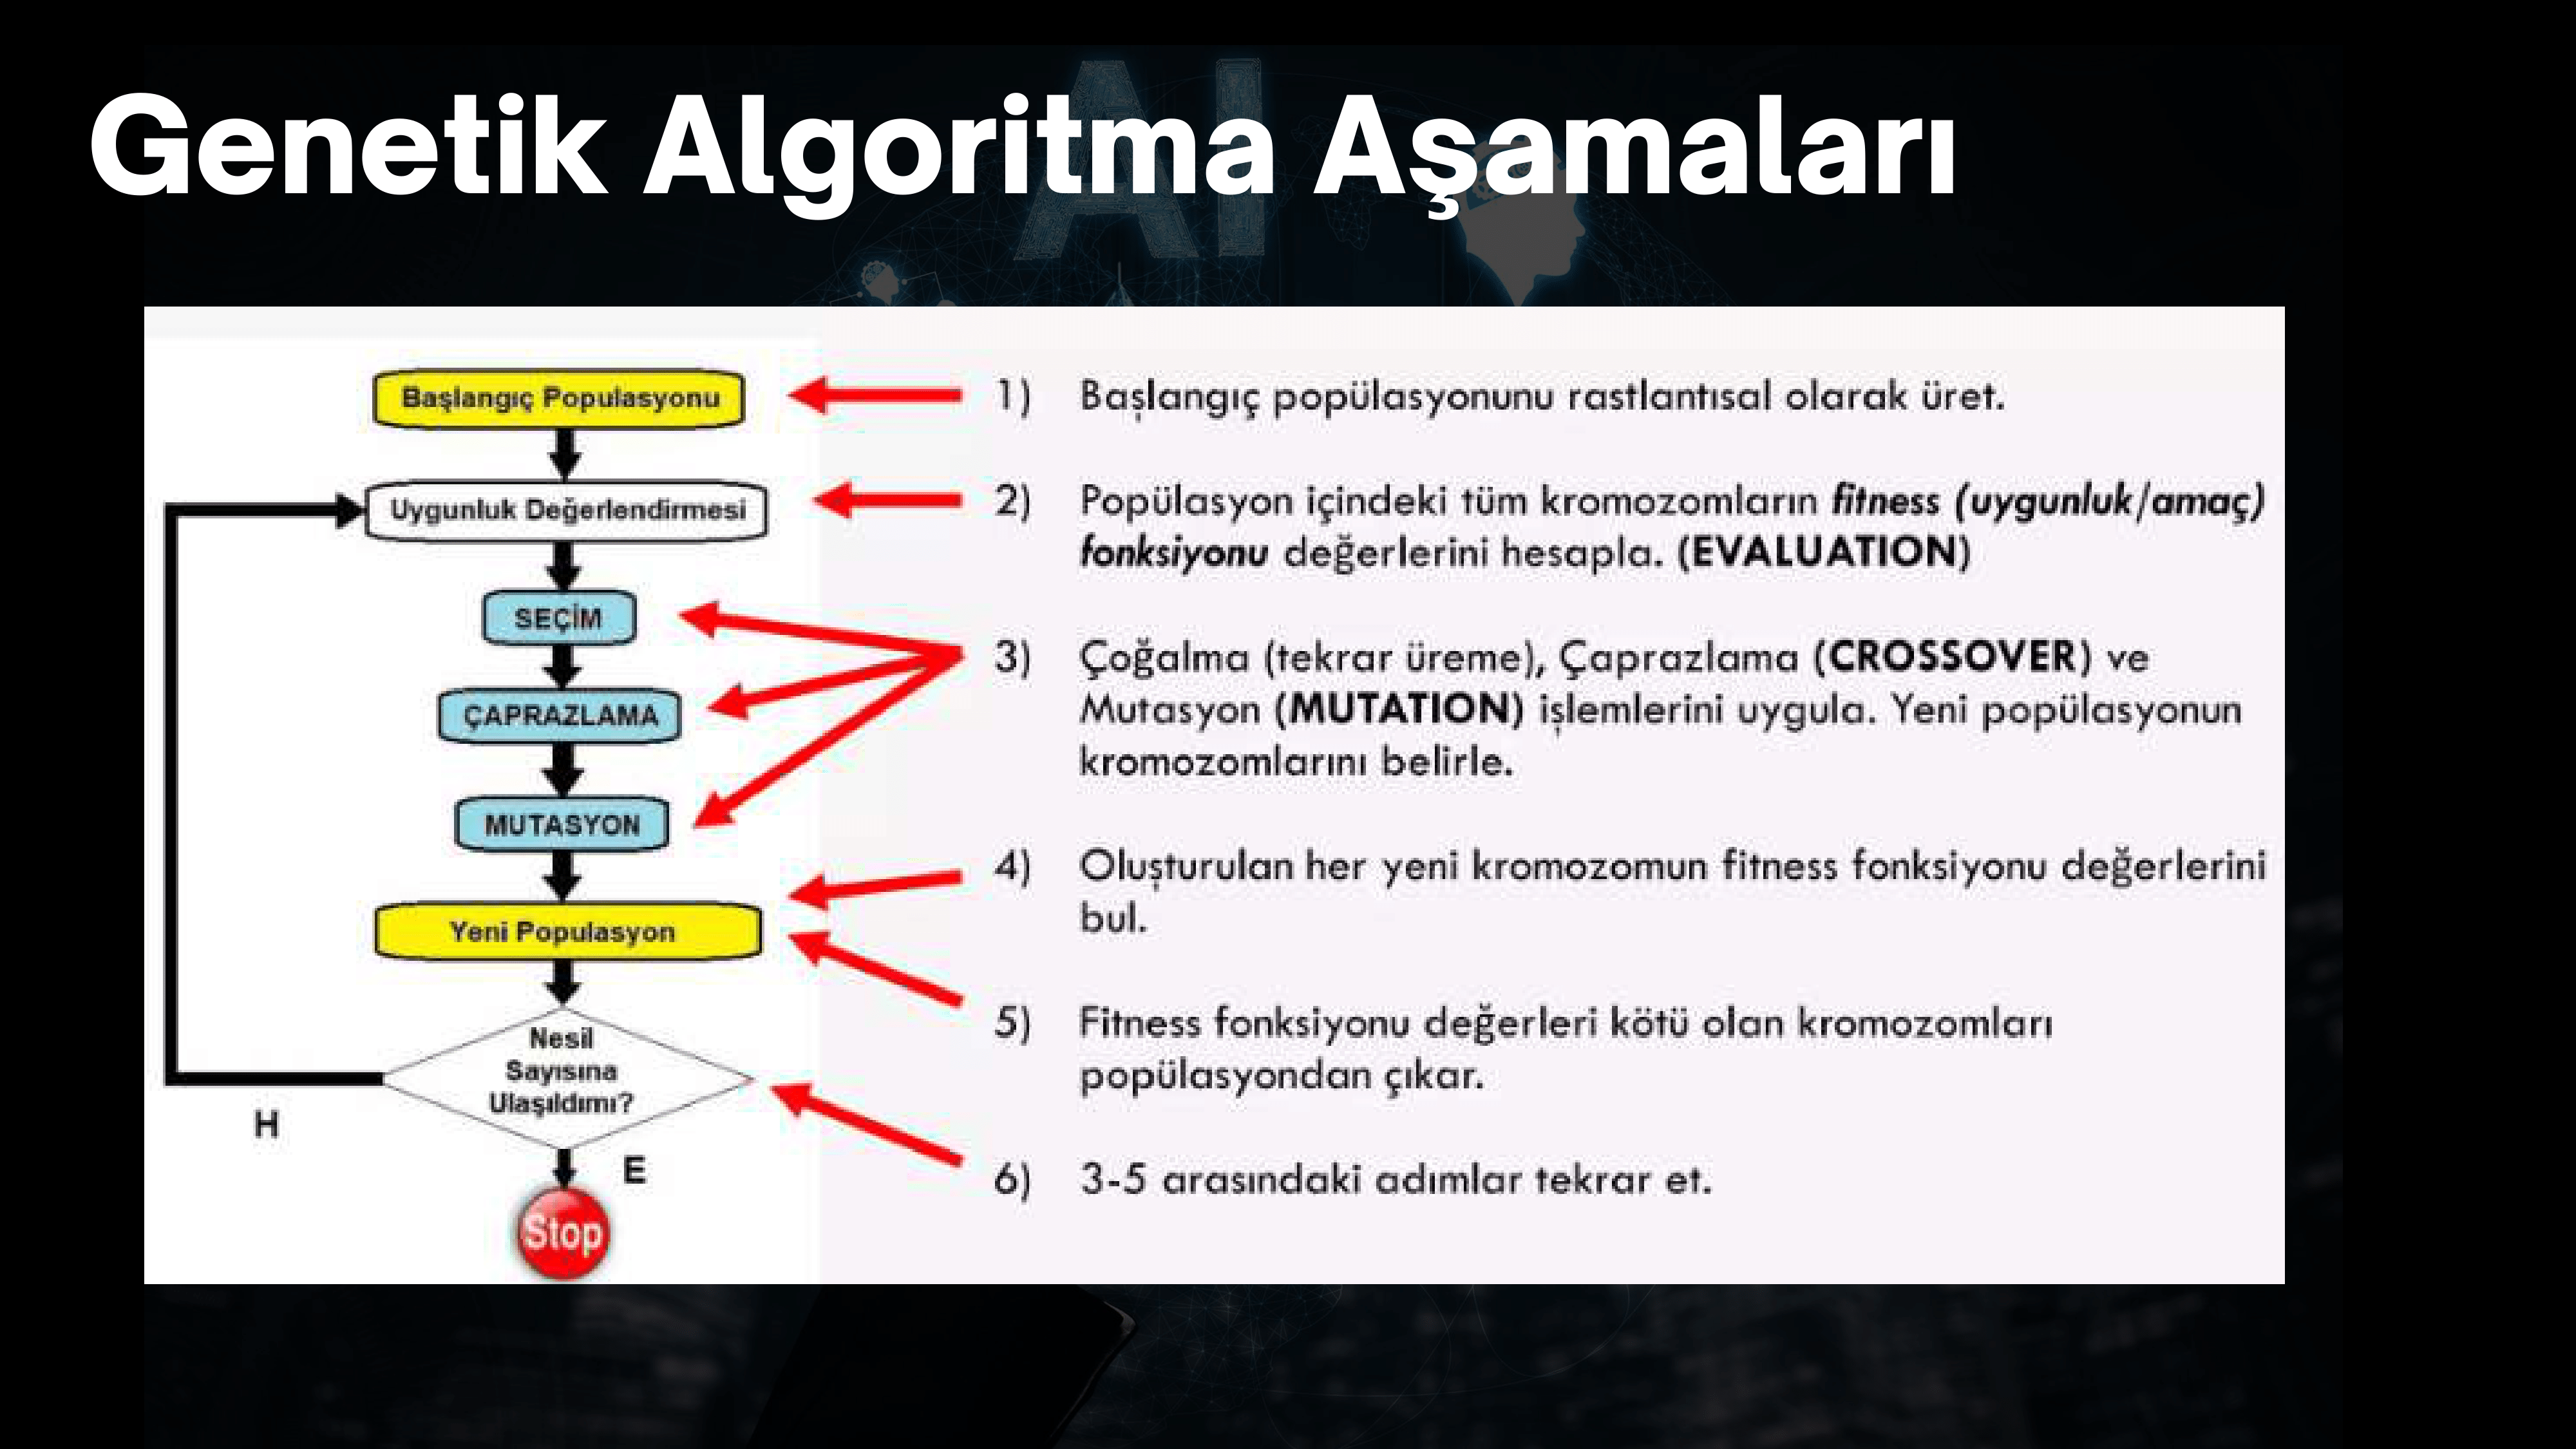 Genetik Algoritma Aşamaları
Başlangıç Populasyonu
Uygunluk Değerlendirmesi
SEÇİM
ÇAPRAZLAMA
MUTASYON
Yeni Populasyon
Nesil
Sayısına
Ulaşıldımı?
H
E
Stop
1) Başlangıç popülasyonunu rastlantısal olarak üret.
2) Popülasyon içindeki tüm kromozomların fitness (uygunluk/amaç)
fonksiyonu değerlerini hesapla. (EVALUATION)
3) Çoğalma (tekrar üreme), Çaprazlama (CROSSOVER) ve
Mutasyon (MUTATION) işlemlerini uygula. Yeni popülasyonun
kromozomlarını belirle.
4) Oluşturulan her yeni kromozomun fitness fonksiyonu değerlerini
bul.
5) Fitness fonksiyonu değerleri kötü olan kromozomları
popülasyondan çıkar.
6) 3-5 arasındaki adımlar tekrar et.
AI